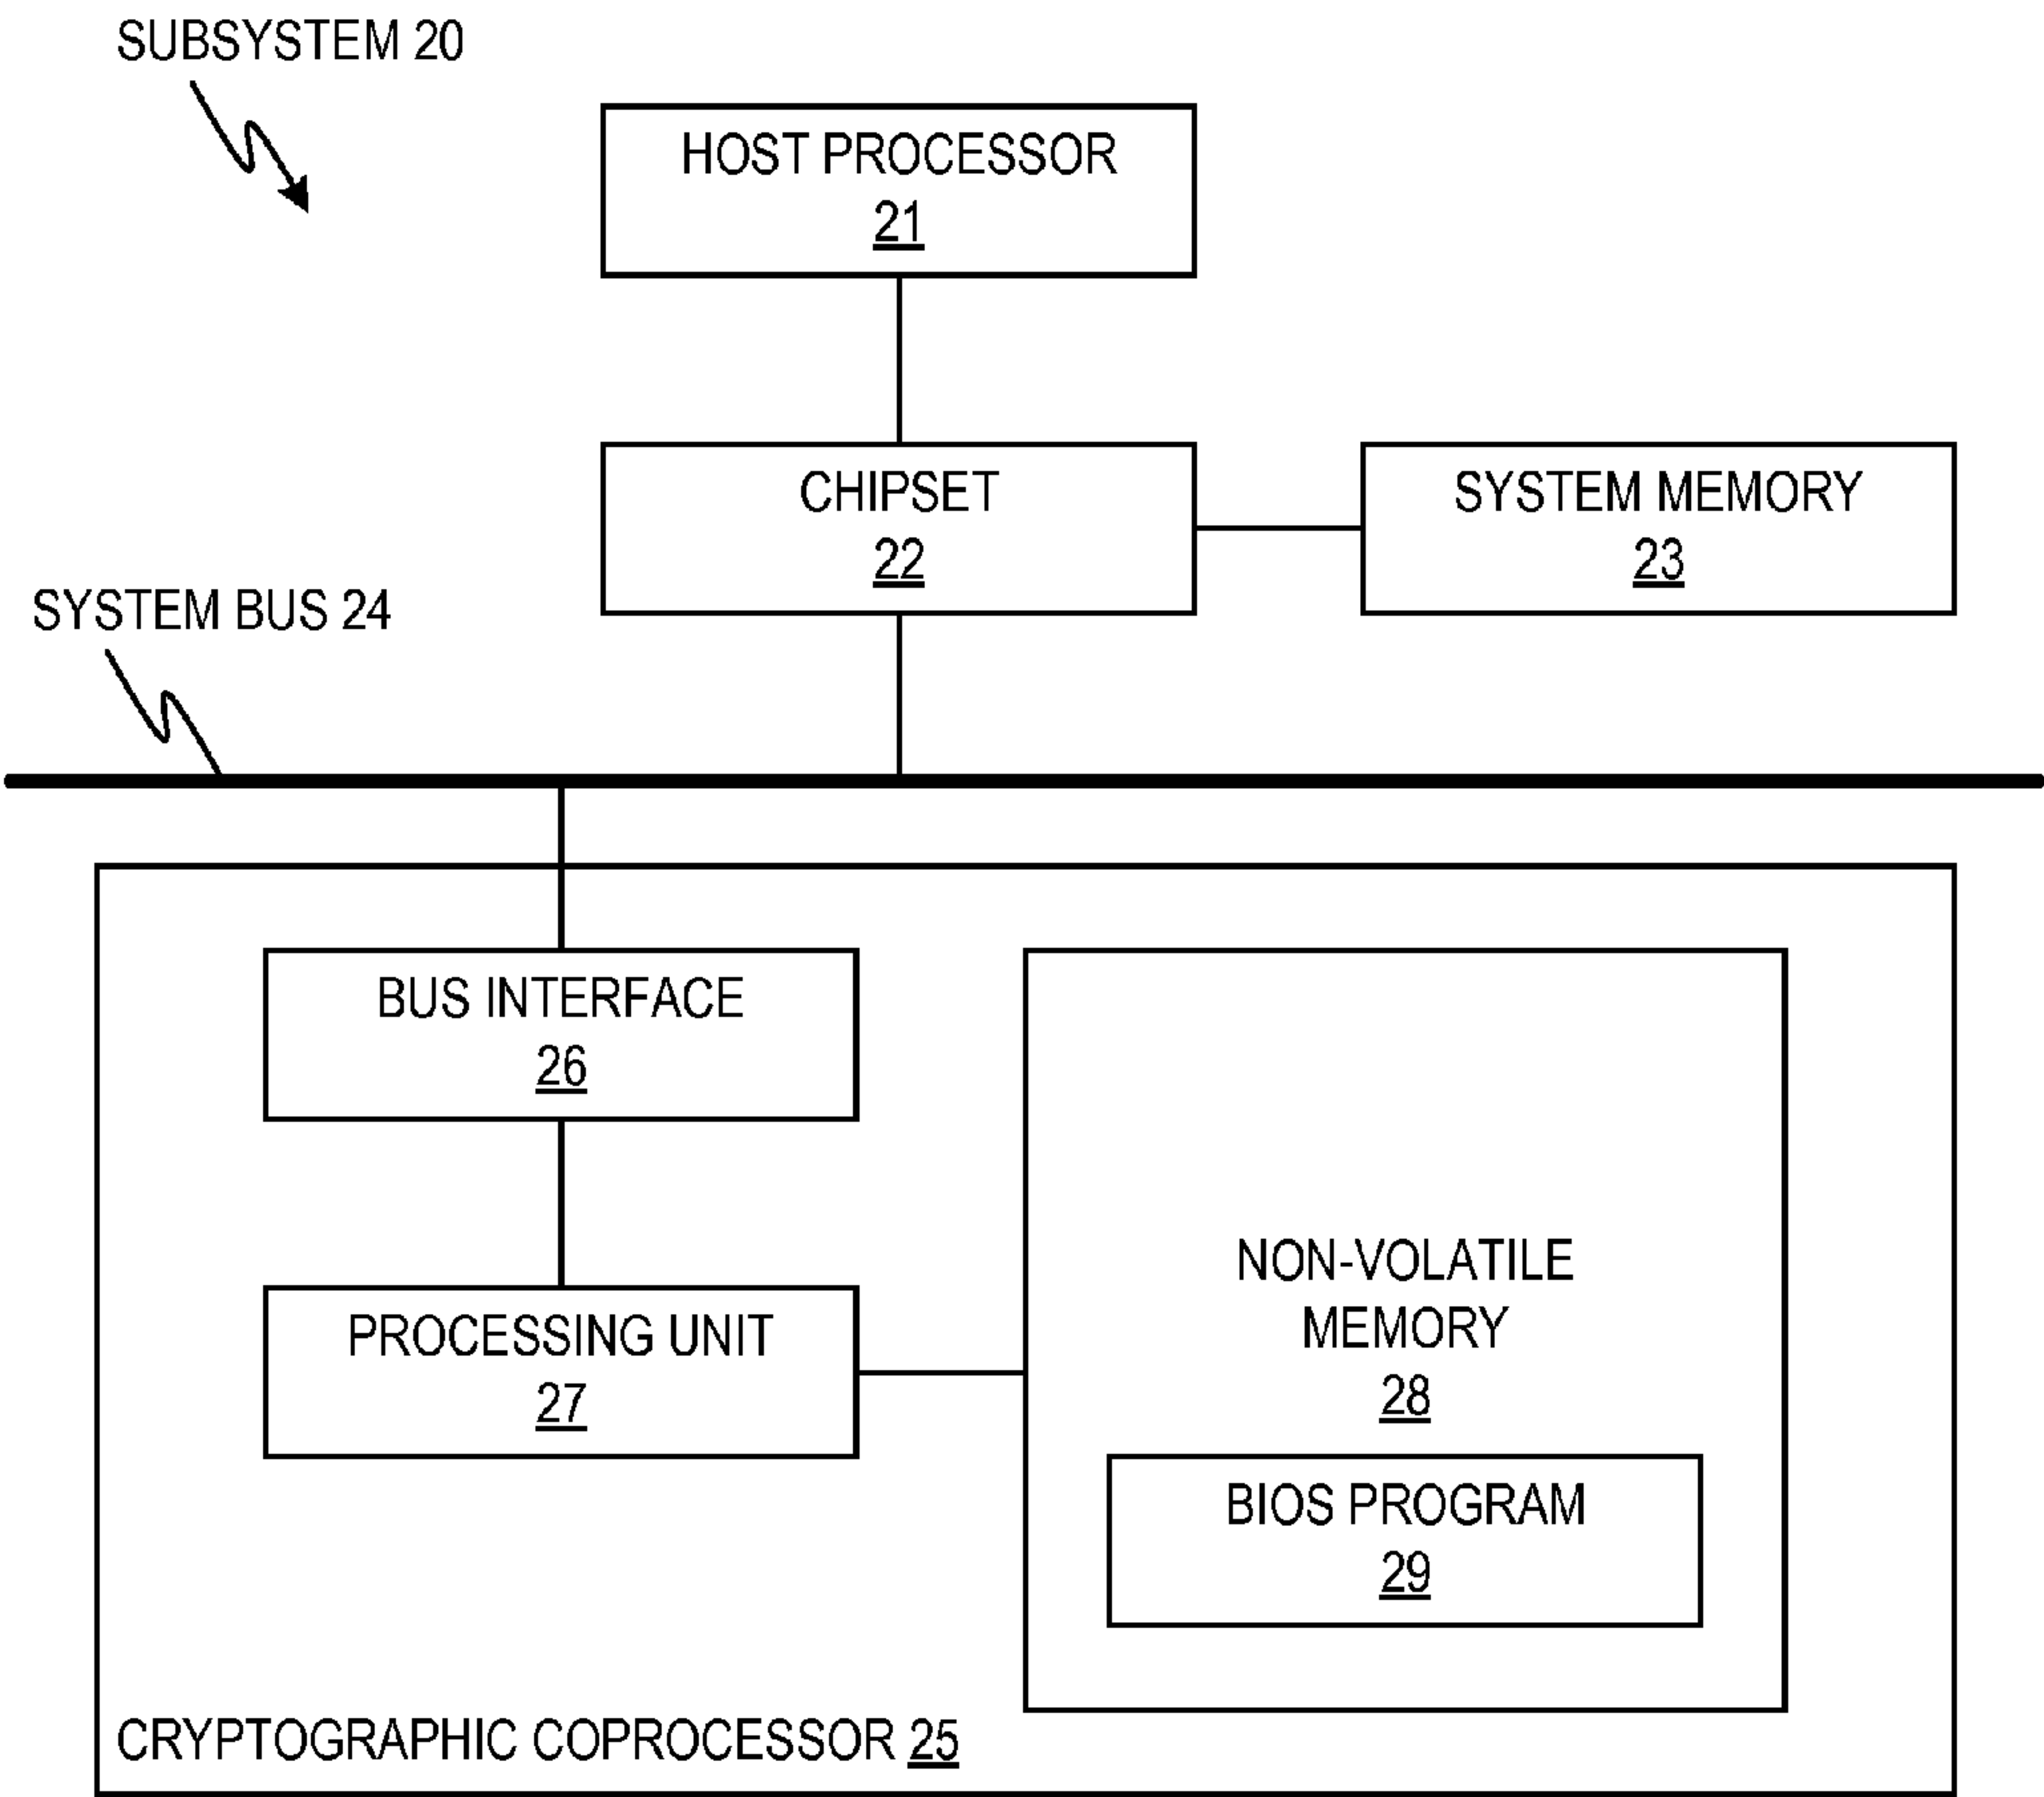 SUBSYSTEM 20
HOST PROCESSOR
21
CHIPSET
22
SYSTEM MEMORY
23
SYSTEM BUS 24
BUS INTERFACE
26
PROCESSING UNIT
27
NON-VOLATILE
MEMORY
28
BIOS PROGRAM
29
CRYPTOGRAPHIC COPROCESSOR 25